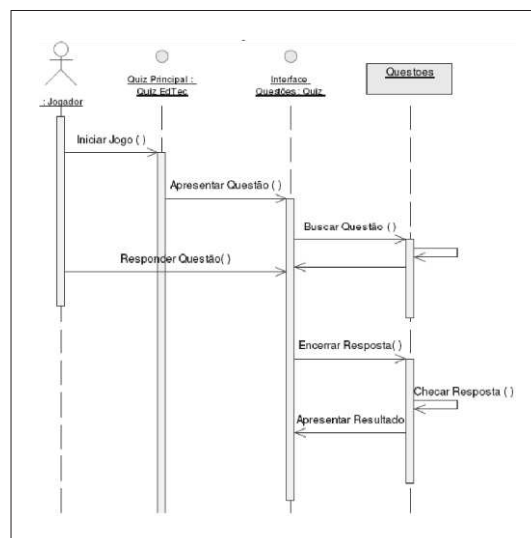 : Jogador
Quiz Principal :
Quiz EdTec
Interface
Questões : Quiz
Questoes
Iniciar Jogo ( )
Apresentar Questão ( )
Buscar Questão ( )
Responder Questão( )
Encerrar Resposta( )
Checar Resposta ( )
Apresentar Resultado